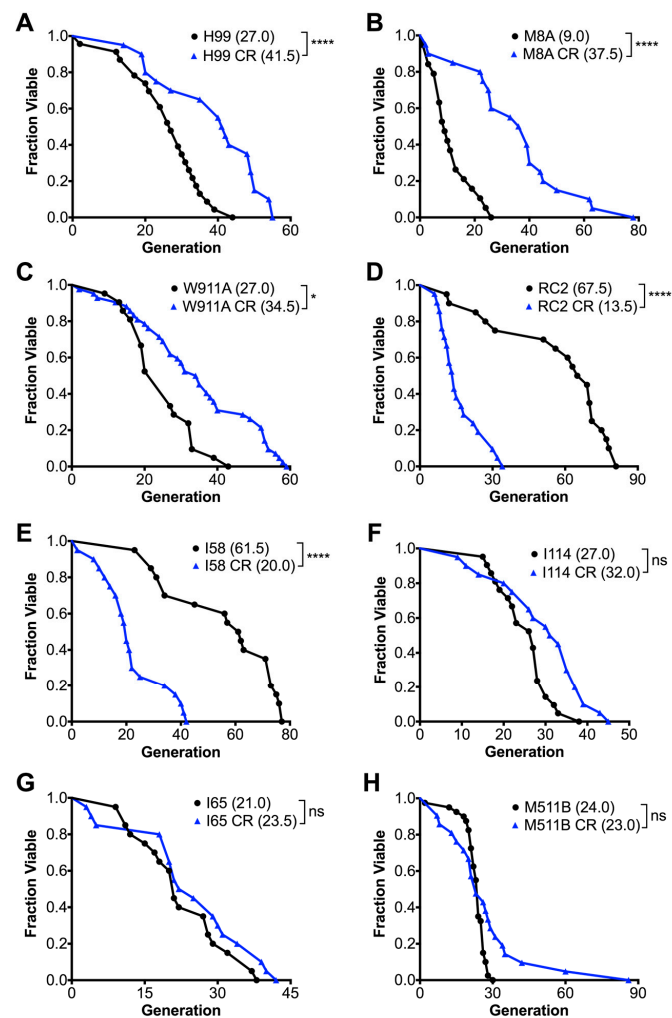 A
H99 (27.0)
H99 CR (41.5)
****
Fraction Viable
1.0
0.8
0.6
0.4
0.2
0.0
0 20 40 60
Generation
B
M8A (9.0)
M8A CR (37.5)
****
Fraction Viable
1.0
0.8
0.6
0.4
0.2
0.0
0 20 40 60 80
Generation
C
W911A (27.0)
W911A CR (34.5)
*
Fraction Viable
1.0
0.8
0.6
0.4
0.2
0.0
0 20 40 60
Generation
D
RC2 (67.5)
RC2 CR (13.5)
****
Fraction Viable
1.0
0.8
0.6
0.4
0.2
0.0
0 30 60 90
Generation
E
I58 (61.5)
I58 CR (20.0)
****
Fraction Viable
1.0
0.8
0.6
0.4
0.2
0.0
0 20 40 60 80
Generation
F
I114 (27.0)
I114 CR (32.0)
ns
Fraction Viable
1.0
0.8
0.6
0.4
0.2
0.0
0 10 20 30 40 50
Generation
G
I65 (21.0)
I65 CR (23.5)
ns
Fraction Viable
1.0
0.8
0.6
0.4
0.2
0.0
0 15 30 45
Generation
H
M511B (24.0)
M511B CR (23.0)
ns
Fraction Viable
1.0
0.8
0.6
0.4
0.2
0.0
0 30 60 90
Generation